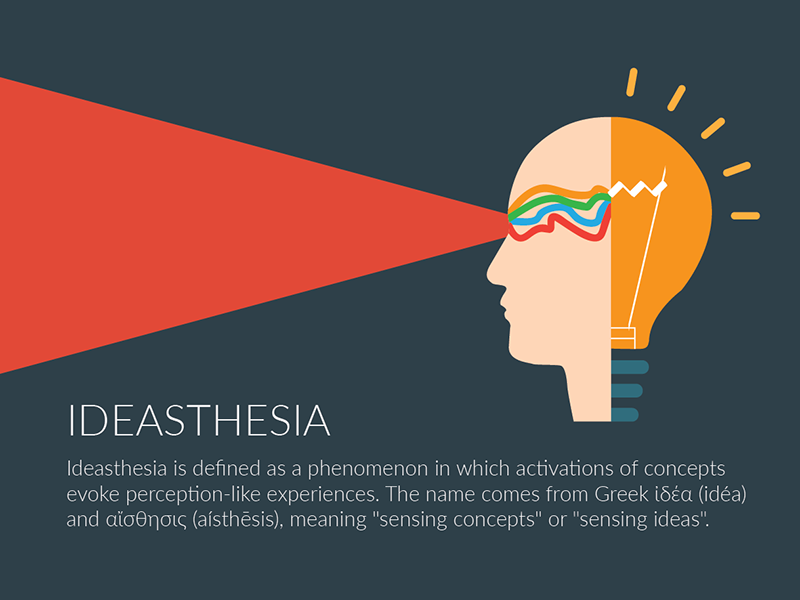 IDEASTHESIA
Ideasthesia is defined as a phenomenon in which activations of concepts
evoke perception-like experiences. The name comes from Greek ἰδέα (idéa)
and αἴσθησις (aísthēsis), meaning "sensing concepts" or "sensing ideas".